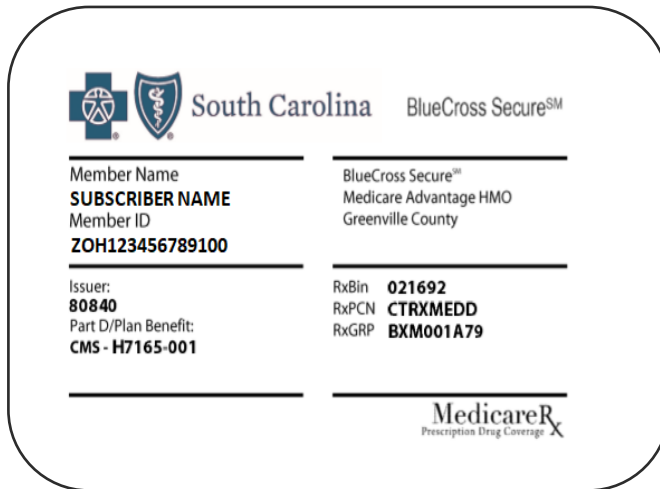 South Carolina BlueCross Secure℠
Member Name
SUBSCRIBER NAME
Member ID
ZOH123456789100
BlueCross Secure℠
Medicare Advantage HMO
Greenville County
Issuer:
80840
Part D/Plan Benefit:
CMS - H7165-001
RxBin 021692
RxPCN CTRXMEDD
RxGRP BXM001A79
MedicareRx
Prescription Drug Coverage